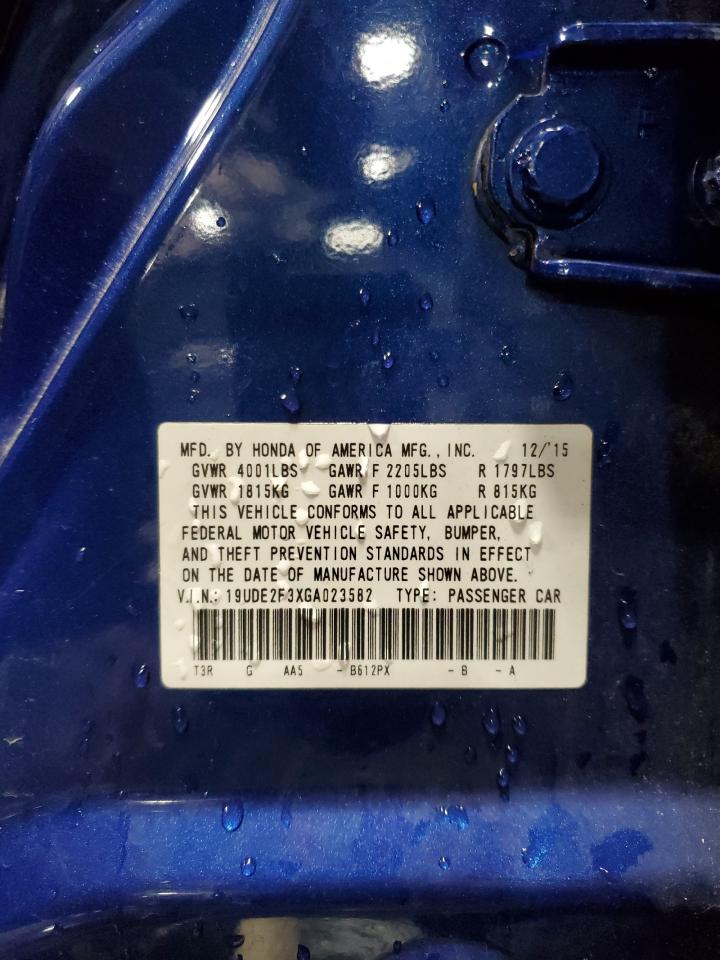 MFD. BY HONDA OF AMERICA MFG., INC. 12/'15
GVWR 4001LBS GAWR F 2205LBS R 1797LBS
GVWR 1815KG GAWR F 1000KG R 815KG
THIS VEHICLE CONFORMS TO ALL APPLICABLE
FEDERAL MOTOR VEHICLE SAFETY, BUMPER,
AND THEFT PREVENTION STANDARDS IN EFFECT
ON THE DATE OF MANUFACTURE SHOWN ABOVE.
V.I.N.: 19UDE2F3XGA023582 TYPE: PASSENGER CAR
T3R G AA5 - B612PX - B - A